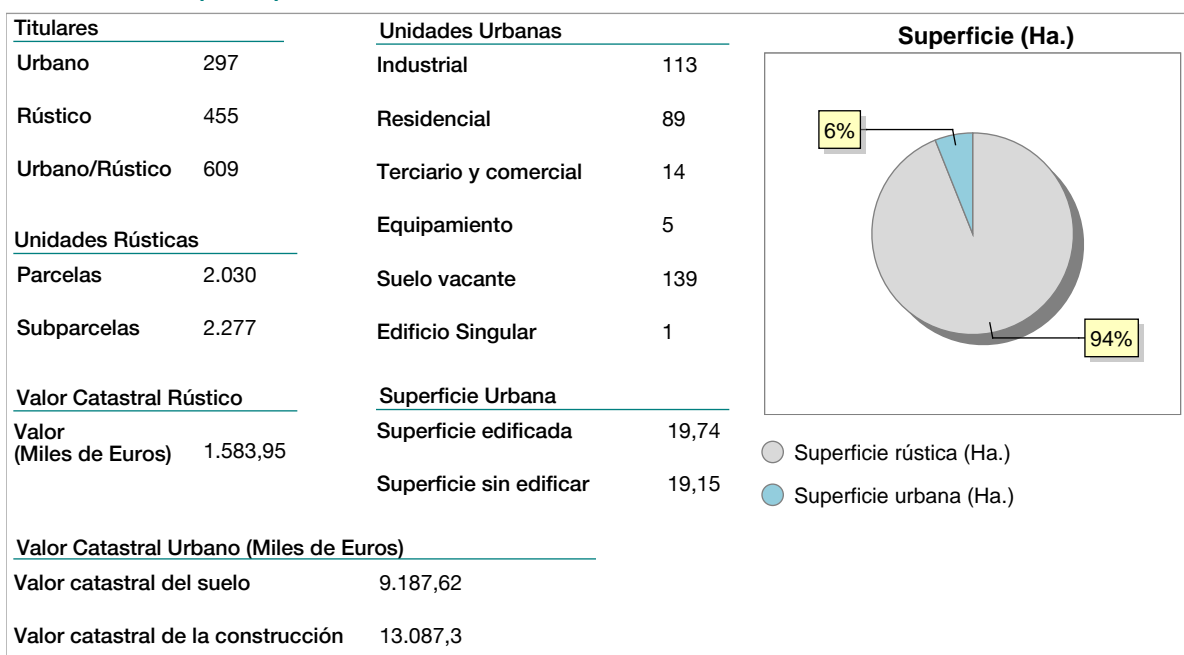 Titulares
Urbano 297
Rústico 455
Urbano/Rústico 609
Unidades Rústicas
Parcelas 2.030
Subparcelas 2.277
Valor Catastral Rústico
Valor
(Miles de Euros) 1.583,95
Unidades Urbanas
Industrial 113
Residencial 89
Terciario y comercial 14
Equipamiento 5
Suelo vacante 139
Edificio Singular 1
Superficie Urbana
Superficie edificada 19,74
Superficie sin edificar 19,15
Valor Catastral Urbano (Miles de Euros)
Valor catastral del suelo 9.187,62
Valor catastral de la construcción 13.087,3
Superficie (Ha.)
6%
94%
Superficie rústica (Ha.)
Superficie urbana (Ha.)